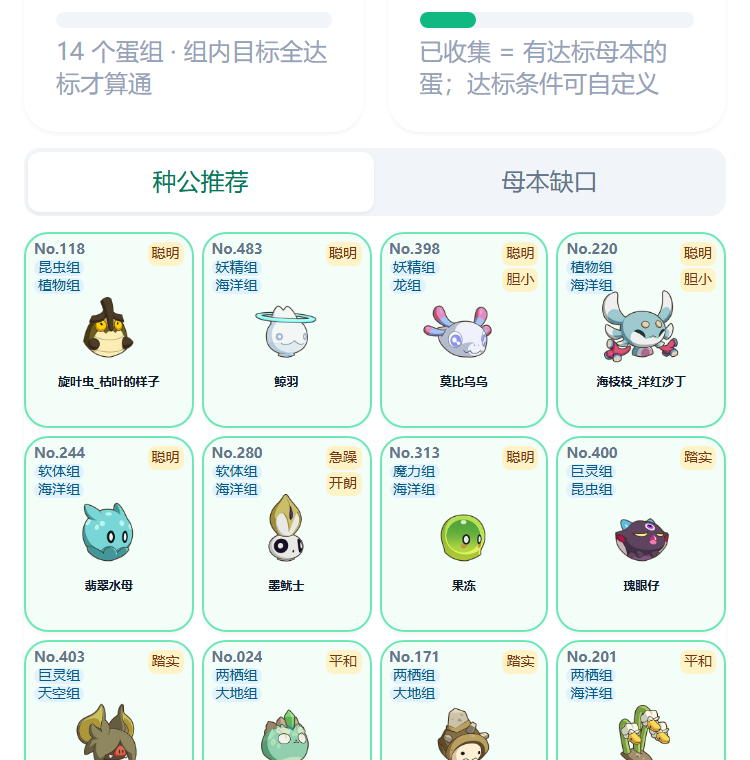 14 个蛋组 · 组内目标全达
标才算通
已收集 = 有达标母本的
蛋；达标条件可自定义
种公推荐
母本缺口
No.118
聪明
昆虫组
植物组
旋叶虫_枯叶的样子
No.483
聪明
妖精组
海洋组
鲸羽
No.398
聪明
妖精组
胆小
龙组
莫比乌乌
No.220
聪明
植物组
胆小
海洋组
海枝枝_洋红沙丁
No.244
聪明
软体组
海洋组
翡翠水母
No.280
急躁
软体组
开朗
海洋组
墨鱿士
No.313
聪明
魔力组
海洋组
果冻
No.400
踏实
巨灵组
昆虫组
瑰眼仔
No.403
踏实
巨灵组
天空组
No.024
平和
两栖组
大地组
No.171
踏实
两栖组
大地组
No.201
平和
两栖组
海洋组